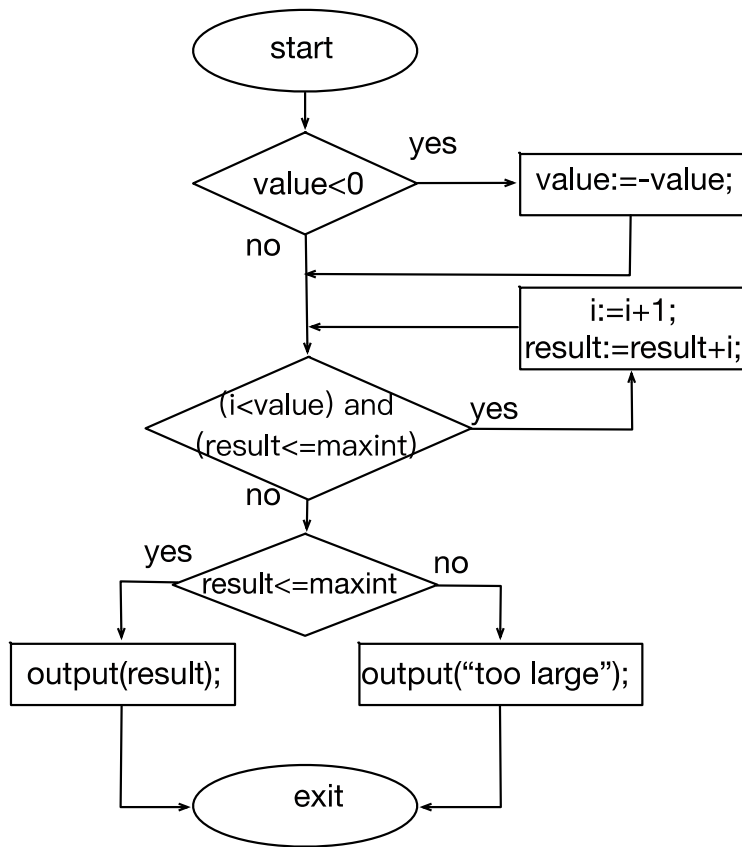 start
yes
value<0
value:=-value;
no
i:=i+1;
result:=result+i;
(i<value) and
(result<=maxint)
yes
no
yes
result<=maxint
no
output(result);
output(“too large”);
exit